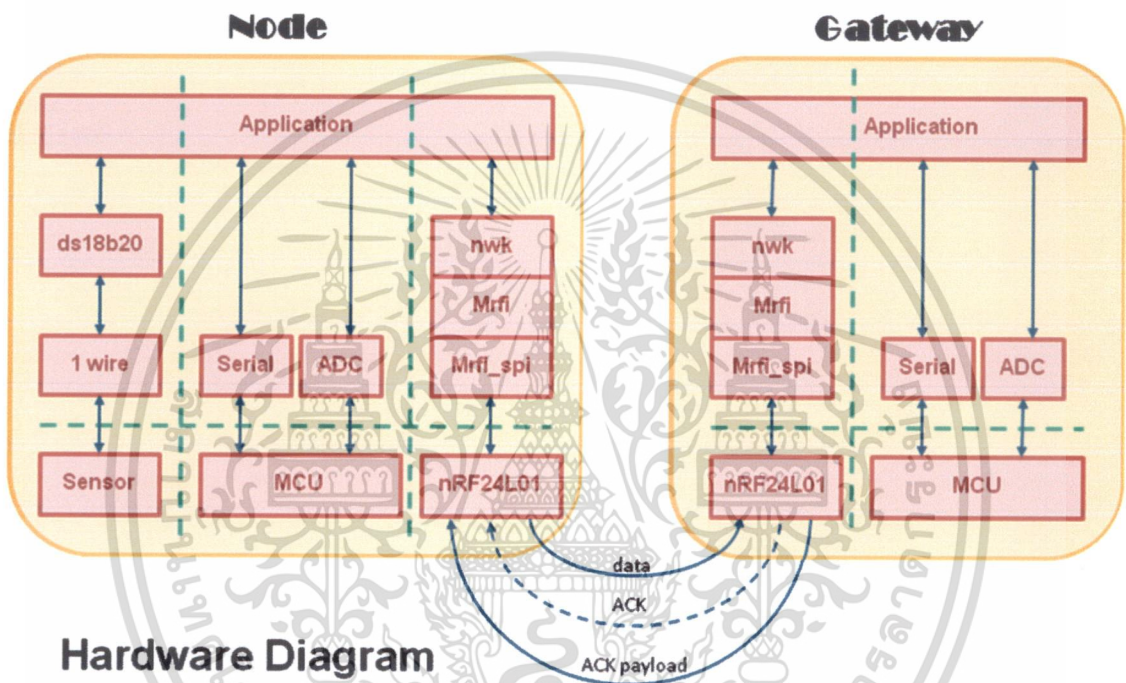 Node
Gateway
Application
ds18b20
1 wire
Sensor
Serial
ADC
MCU
nwk
Mrfi
Mrfi_spi
nRF24L01
Application
nwk
Mrfi
Mrfi_spi
nRF24L01
Serial
ADC
MCU
data
ACK
ACK payload
Hardware Diagram